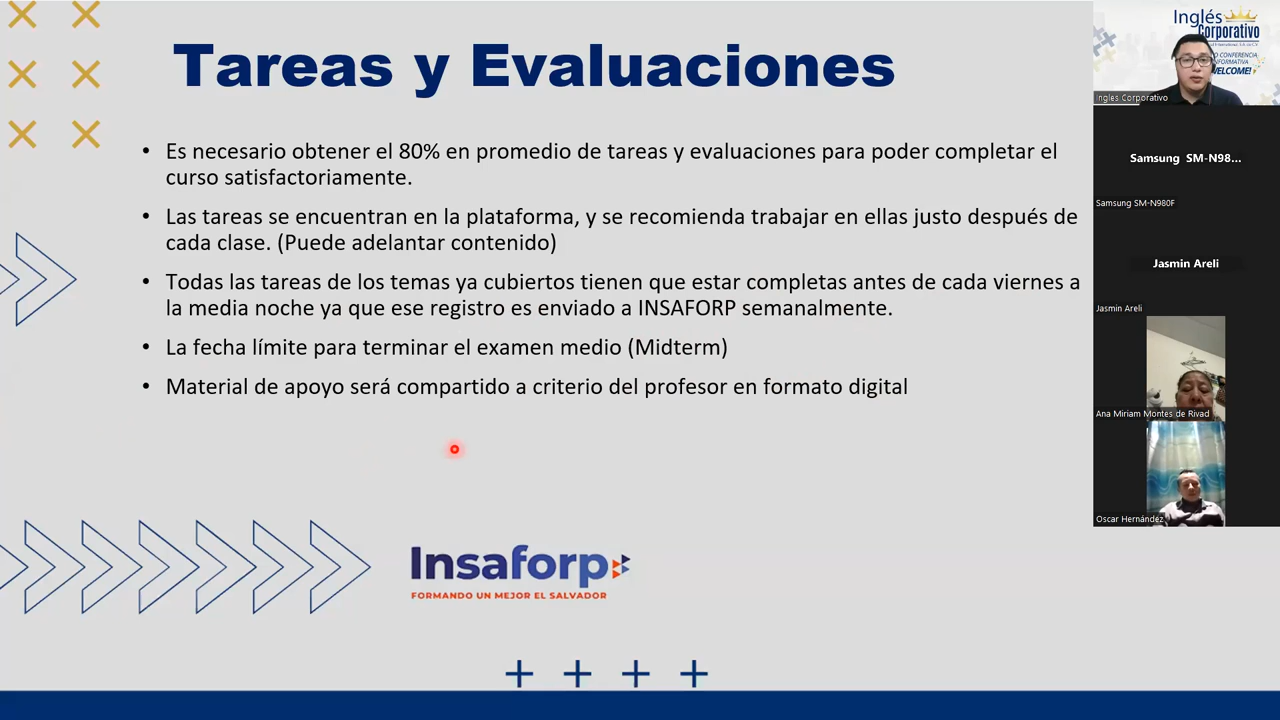 Tareas y Evaluaciones
• Es necesario obtener el 80% en promedio de tareas y evaluaciones para poder completar el
curso satisfactoriamente.
• Las tareas se encuentran en la plataforma, y se recomienda trabajar en ellas justo después de
cada clase. (Puede adelantar contenido)
• Todas las tareas de los temas ya cubiertos tienen que estar completas antes de cada viernes a
la media noche ya que ese registro es enviado a INSAFORP semanalmente.
• La fecha límite para terminar el examen medio (Midterm)
• Material de apoyo será compartido a criterio del profesor en formato digital
Insaforp
FORMANDO UN MEJOR EL SALVADOR
Inglés
Corporativo
CONFERENCIA
Ingles Corporativo
Samsung SM-N98...
Samsung SM-N980F
Jasmin Areli
Jasmin Areli
Ana Miriam Montes de Rivad
Oscar Hernández